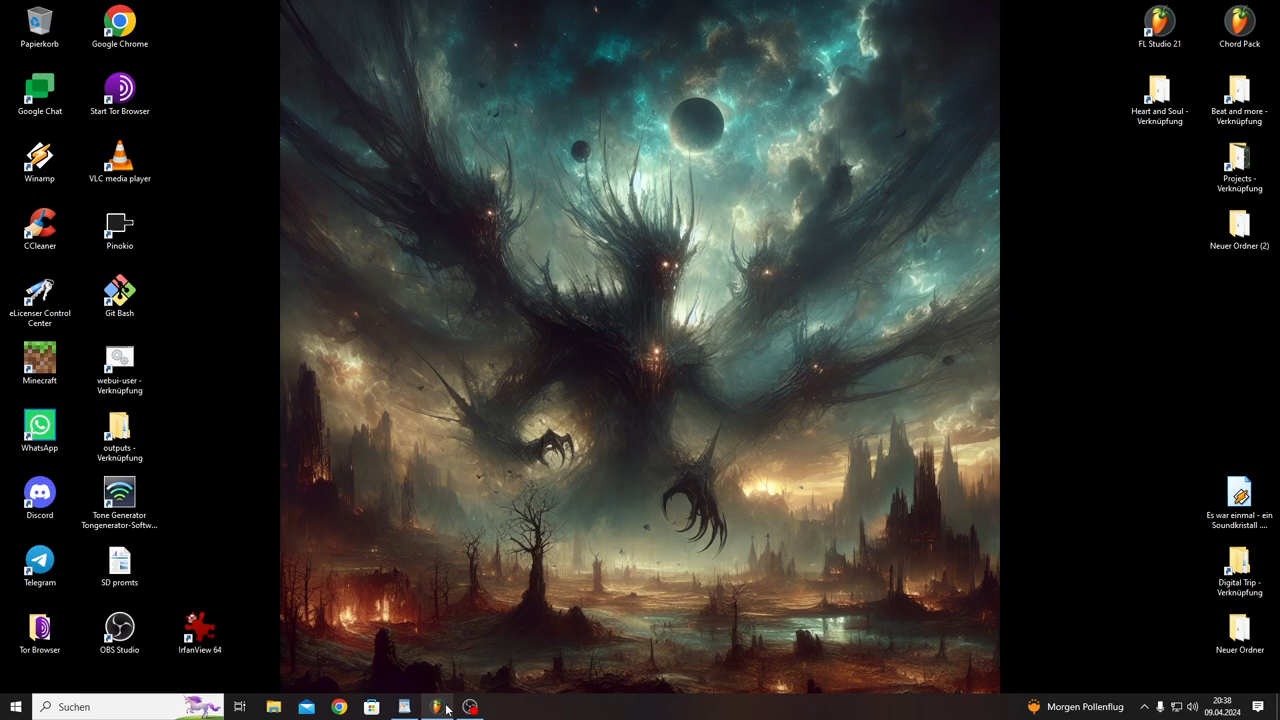 Papierkorb
Google Chrome
FL Studio 21
Chord Pack
Google Chat
Start Tor Browser
Heart and Soul -
Verknüpfung
Beat and more -
Verknüpfung
Winamp
VLC media player
Projects -
Verknüpfung
CCleaner
Pinokio
Neuer Ordner (2)
eLicenser Control
Center
Git Bash
Minecraft
webui-user -
Verknüpfung
WhatsApp
outputs -
Verknüpfung
Discord
Tone Generator
Tongenerator-Softw...
Es war einmal - ein
Soundkristall ....
Telegram
SD promts
Digital Trip -
Verknüpfung
Tor Browser
OBS Studio
IrfanView 64
Neuer Ordner
Suchen
Morgen Pollenflug
20:38
09.04.2024